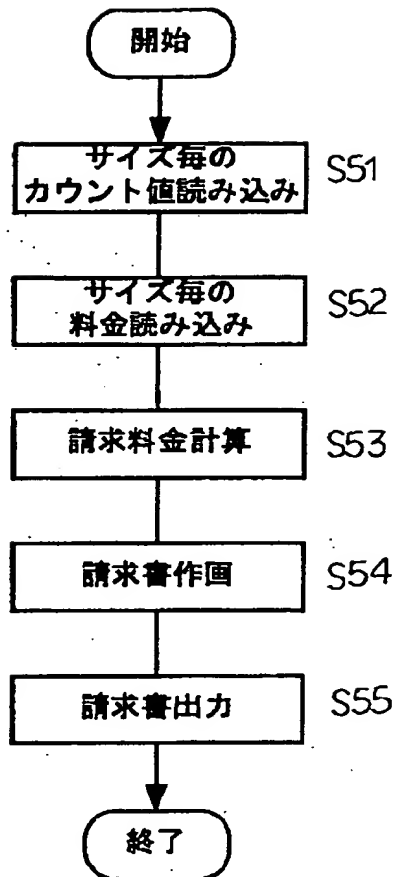 開始
サイズ毎の
カウント値読み込み
S51
サイズ毎の
料金読み込み
S52
請求料金計算
S53
請求書作画
S54
請求書出力
S55
終了